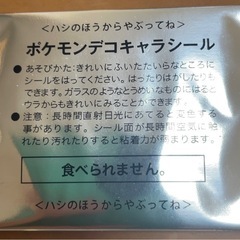 <ハシのほうからやぶってね>
ポケモンデコキャラシール
●あそびかた:きれいにふいたたいらなところに
シールをはってください。はったりはがしたりも
できます。ガラスのようなとうめいなものにはると
ウラからもきれいにみることができます。
●注意:長時間直射日光にあてると変色する
事があります。シール面が長時間空気に触
れたり汚れたりすると粘着力が弱まります。
食べられません。
<ハシのほうからやぶってね>